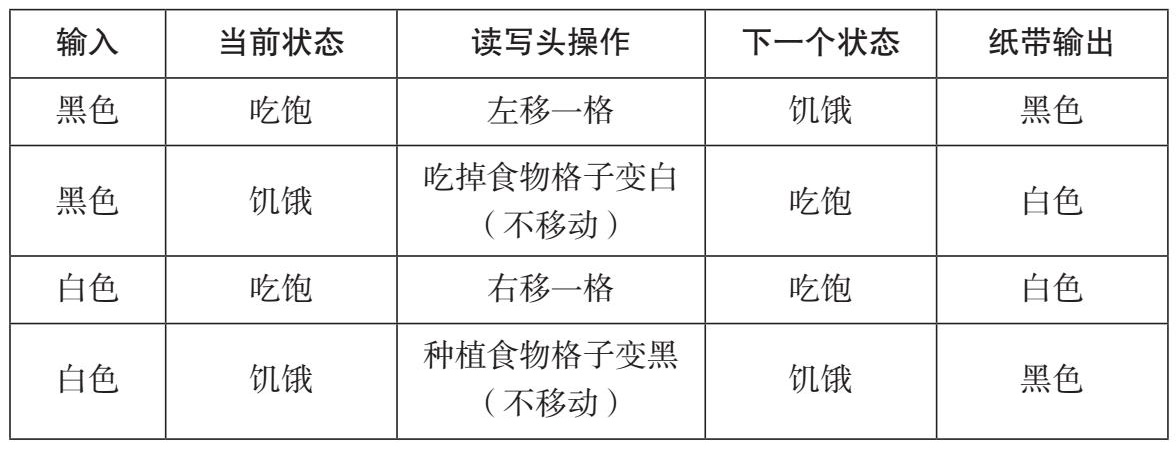 输入 当前状态 读写头操作 下一个状态 纸带输出
黑色 吃饱 左移一格 饥饿 黑色
黑色 饥饿 吃掉食物格子变白（不移动） 吃饱 白色
白色 吃饱 右移一格 吃饱 白色
白色 饥饿 种植食物格子变黑（不移动） 饥饿 黑色